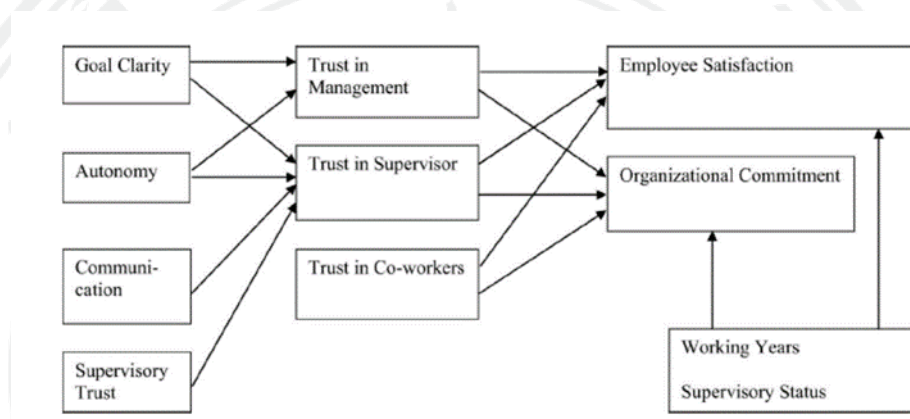 Goal Clarity
Autonomy
Communi-
cation
Supervisory
Trust
Trust in
Management
Trust in Supervisor
Trust in Co-workers
Employee Satisfaction
Organizational Commitment
Working Years
Supervisory Status